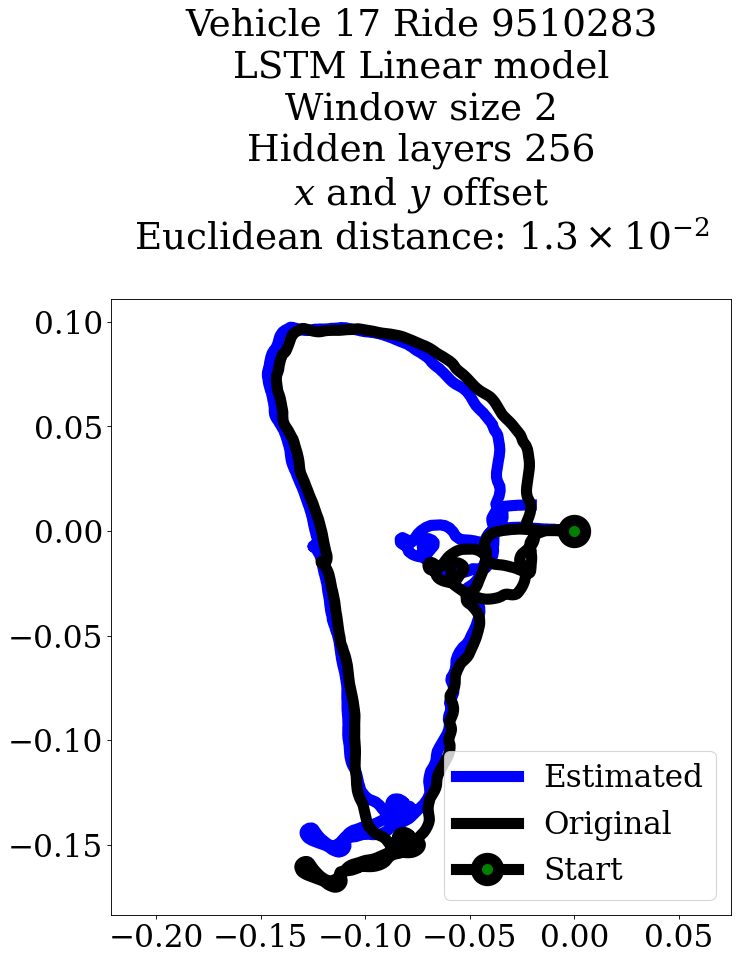 Vehicle 17 Ride 9510283
LSTM Linear model
Window size 2
Hidden layers 256
x and y offset
Euclidean distance: 1.3 × 10⁻²
0.10
0.05
0.00
−0.05
−0.10
−0.15
Estimated
Original
Start
−0.20 −0.15 −0.10 −0.05 0.00 0.05